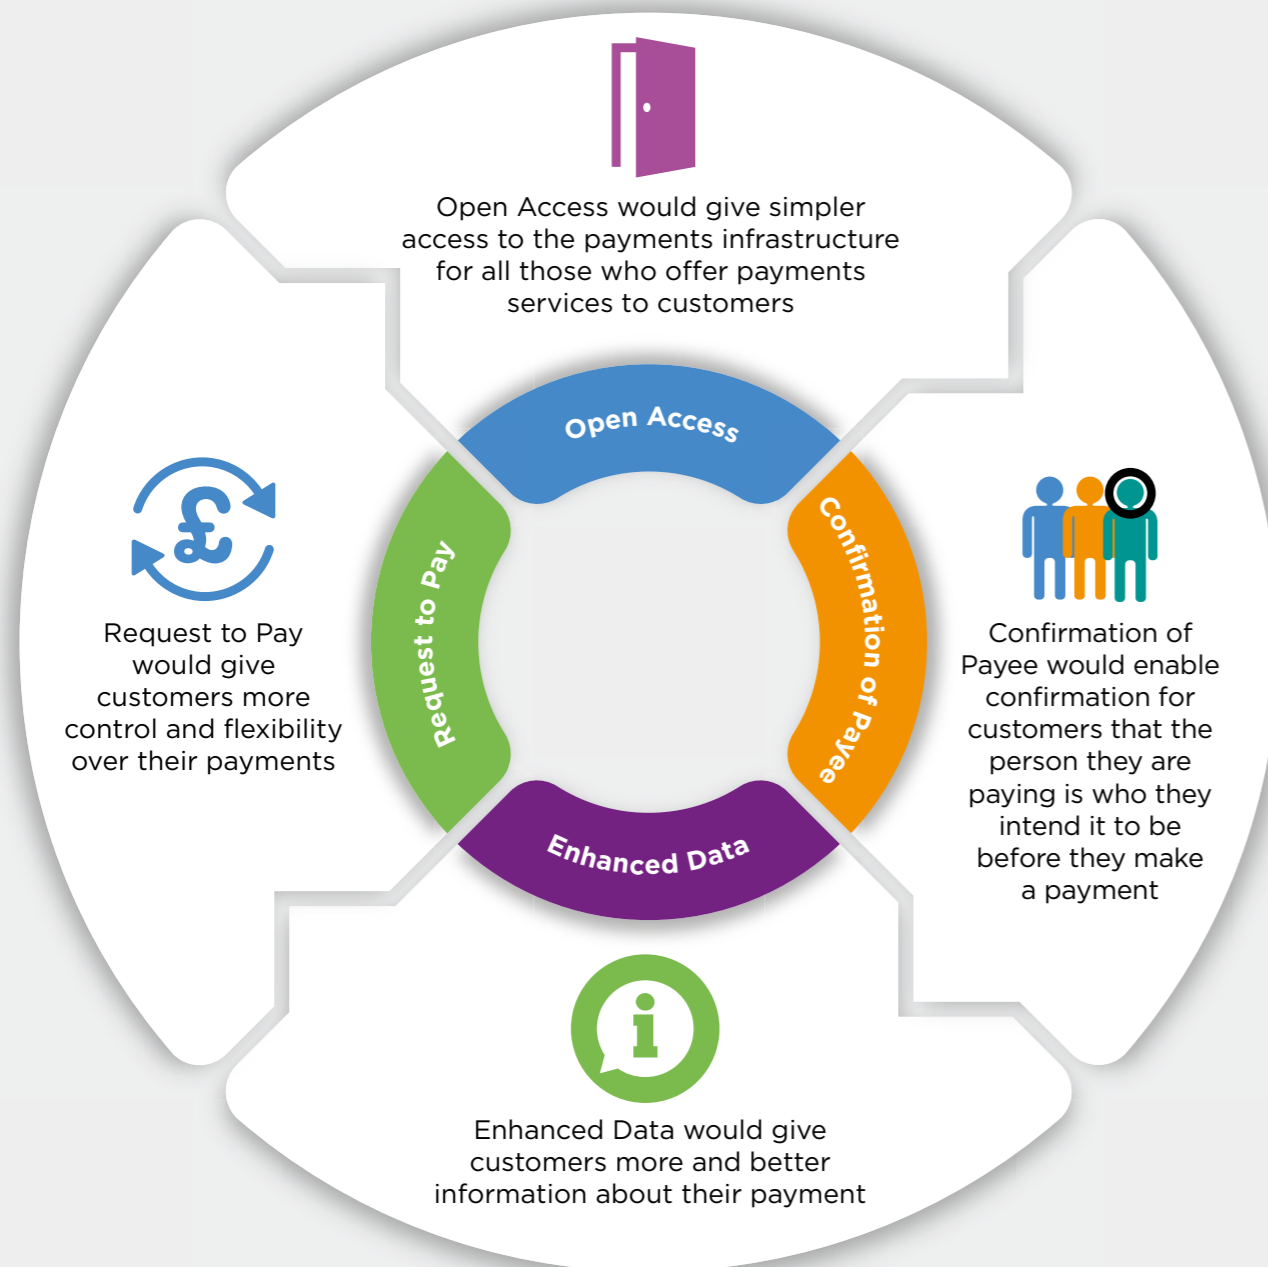 Open Access would give simpler
access to the payments infrastructure
for all those who offer payments
services to customers
Open Access
Request to Pay
Confirmation of Payee
Enhanced Data
£
Request to Pay
would give
customers more
control and flexibility
over their payments
Confirmation of
Payee would enable
confirmation for
customers that the
person they are
paying is who they
intend it to be
before they make
a payment
i
Enhanced Data would give
customers more and better
information about their payment